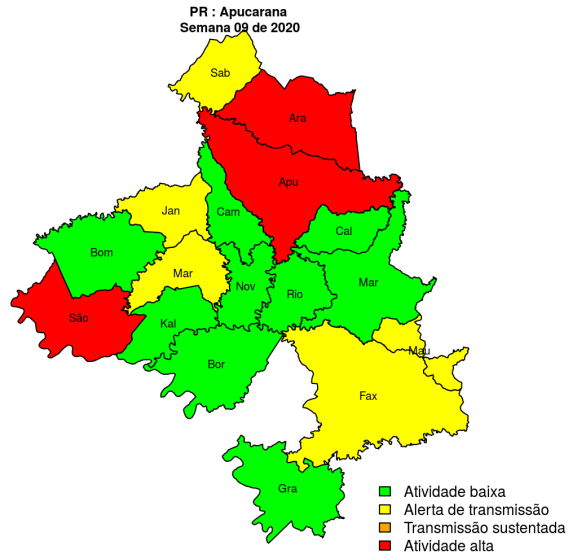 PR : Apucarana
Semana 09 de 2020
Sab
Ara
Apu
Jan
Cam
Cal
Bom
Mar
Nov
Rio
Mar
São
Kal
Mau
Bor
Fax
Gra
Atividade baixa
Alerta de transmissão
Transmissão sustentada
Atividade alta